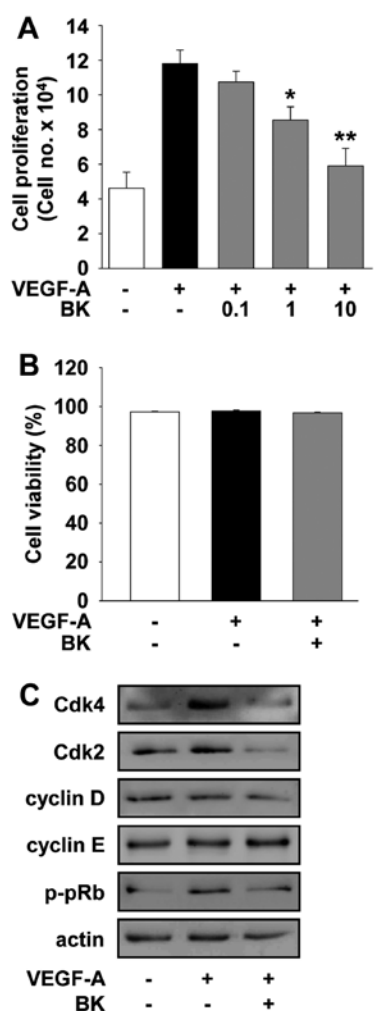 A
Cell proliferation
(Cell no. x 10⁴)
14
12
10
8
6
4
2
0
*
**
VEGF-A - + + + +
BK - - 0.1 1 10
B
Cell viability (%)
120
100
80
60
40
20
0
VEGF-A - + +
BK - - +
C
Cdk4
Cdk2
cyclin D
cyclin E
p-pRb
actin
VEGF-A - + +
BK - - +